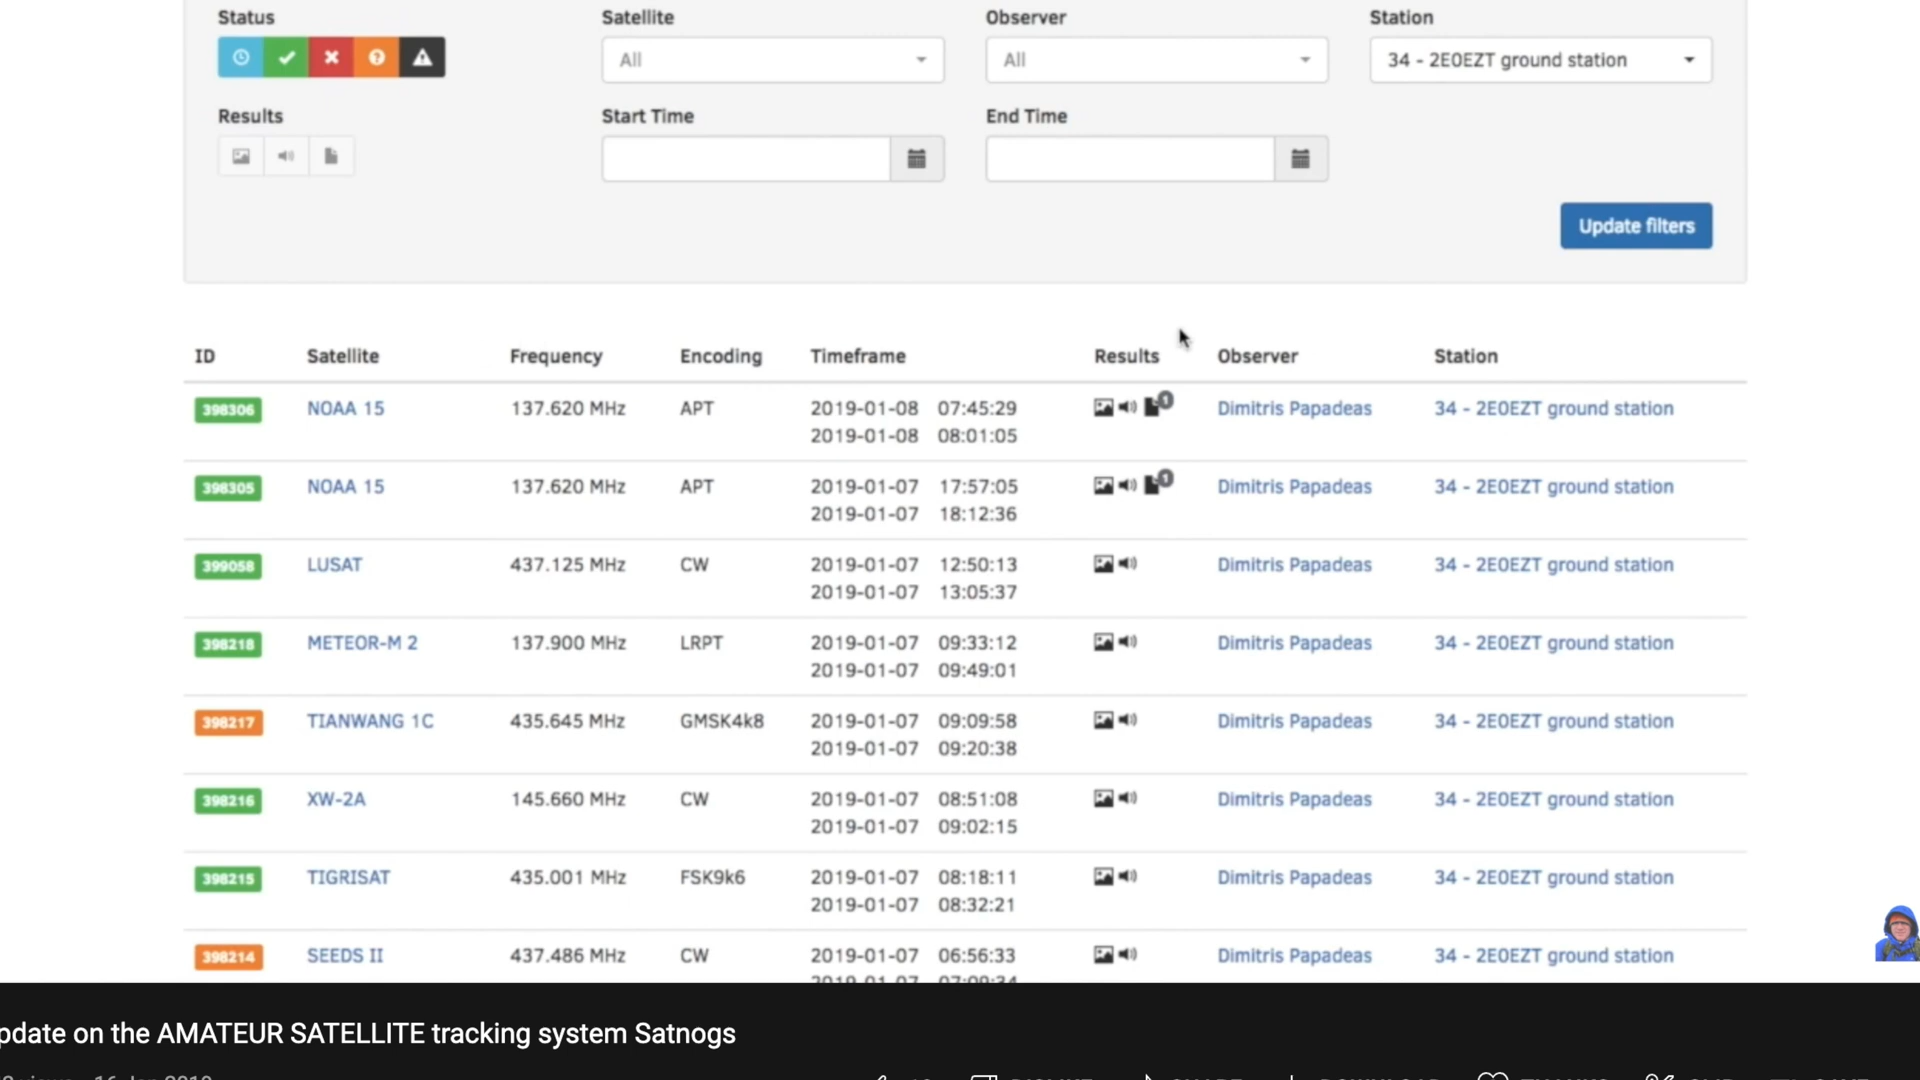 Status Satellite Observer Station
All All 34 - 2E0EZT ground station
Results Start Time End Time
Update filters
ID Satellite Frequency Encoding Timeframe Results Observer Station
398306 NOAA 15 137.620 MHz APT 2019-01-08 07:45:29 1 Dimitris Papadeas 34 - 2E0EZT ground station
2019-01-08 08:01:05
398305 NOAA 15 137.620 MHz APT 2019-01-07 17:57:05 1 Dimitris Papadeas 34 - 2E0EZT ground station
2019-01-07 18:12:36
399058 LUSAT 437.125 MHz CW 2019-01-07 12:50:13 Dimitris Papadeas 34 - 2E0EZT ground station
2019-01-07 13:05:37
398218 METEOR-M 2 137.900 MHz LRPT 2019-01-07 09:33:12 Dimitris Papadeas 34 - 2E0EZT ground station
2019-01-07 09:49:01
398217 TIANWANG 1C 435.645 MHz GMSK4k8 2019-01-07 09:09:58 Dimitris Papadeas 34 - 2E0EZT ground station
2019-01-07 09:20:38
398216 XW-2A 145.660 MHz CW 2019-01-07 08:51:08 Dimitris Papadeas 34 - 2E0EZT ground station
2019-01-07 09:02:15
398215 TIGRISAT 435.001 MHz FSK9k6 2019-01-07 08:18:11 Dimitris Papadeas 34 - 2E0EZT ground station
2019-01-07 08:32:21
398214 SEEDS II 437.486 MHz CW 2019-01-07 06:56:33 Dimitris Papadeas 34 - 2E0EZT ground station
pdate on the AMATEUR SATELLITE tracking system Satnogs